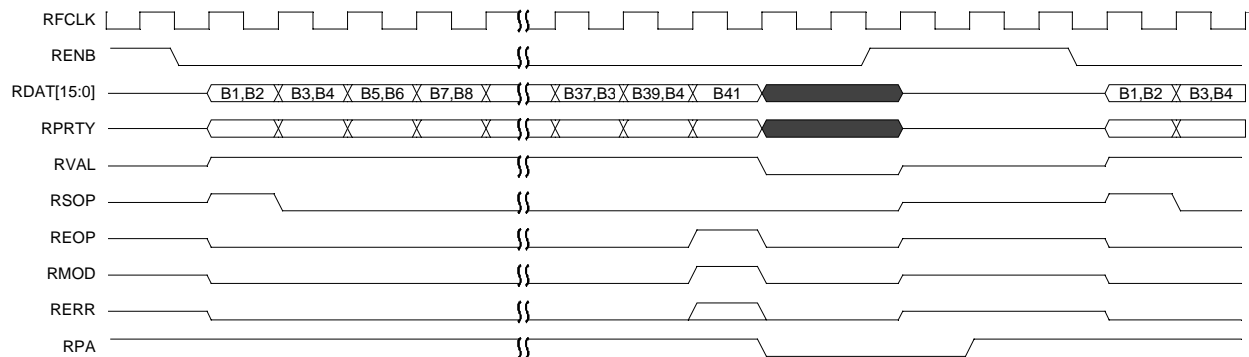 RFCLK
RENB
RDAT[15:0] B1,B2 B3,B4 B5,B6 B7,B8 B37,B3 B39,B4 B41 B1,B2 B3,B4
RPRTY
RVAL
RSOP
REOP
RMOD
RERR
RPA